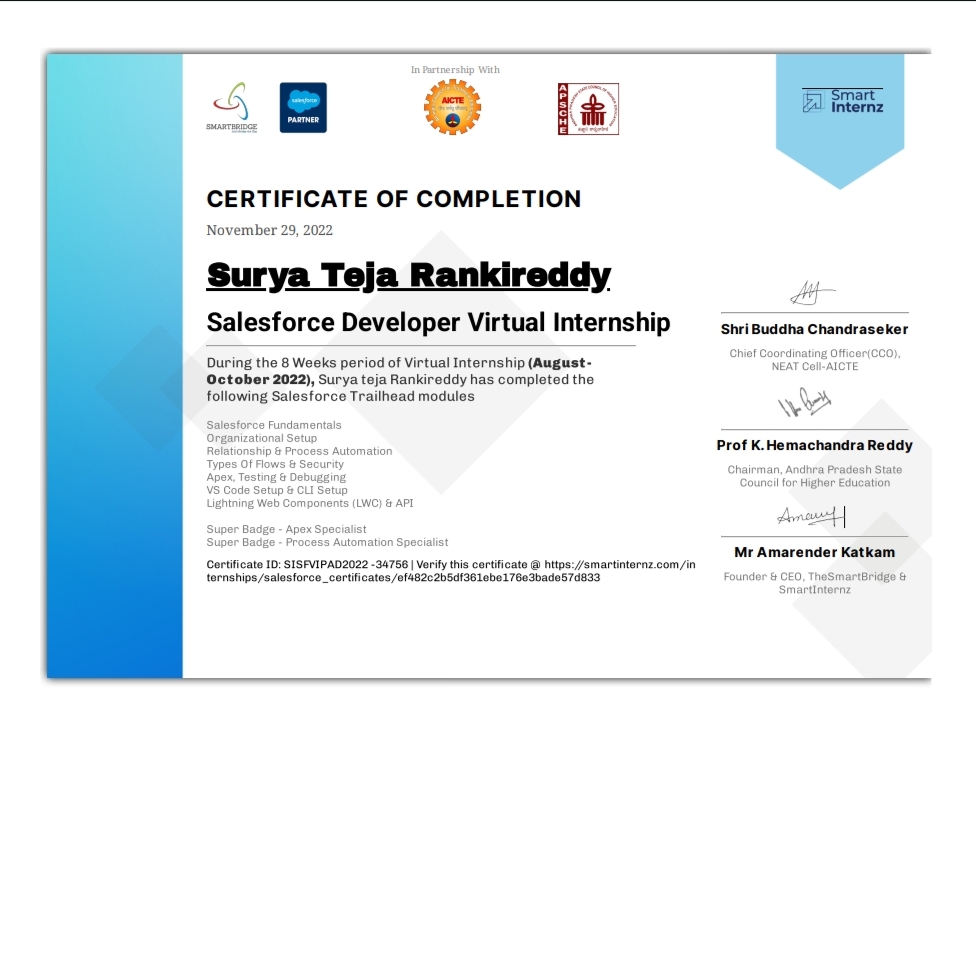 In Partnership With
SMARTBRIDGE
salesforce
PARTNER
AICTE
APSCHE
Smart
Internz
CERTIFICATE OF COMPLETION
November 29, 2022
Surya Teja Rankireddy
Salesforce Developer Virtual Internship
During the 8 Weeks period of Virtual Internship (August-
October 2022), Surya teja Rankireddy has completed the
following Salesforce Trailhead modules
Salesforce Fundamentals
Organizational Setup
Relationship & Process Automation
Types Of Flows & Security
Apex, Testing & Debugging
VS Code Setup & CLI Setup
Lightning Web Components (LWC) & API
Super Badge - Apex Specialist
Super Badge - Process Automation Specialist
Certificate ID: SISFVIPAD2022 -34756 | Verify this certificate @ https://smartinternz.com/in
ternships/salesforce_certificates/ef482c2b5df361ebe176e3bade57d833
Shri Buddha Chandraseker
Chief Coordinating Officer(CCO),
NEAT Cell-AICTE
Prof K. Hemachandra Reddy
Chairman, Andhra Pradesh State
Council for Higher Education
Mr Amarender Katkam
Founder & CEO, TheSmartBridge &
SmartInternz